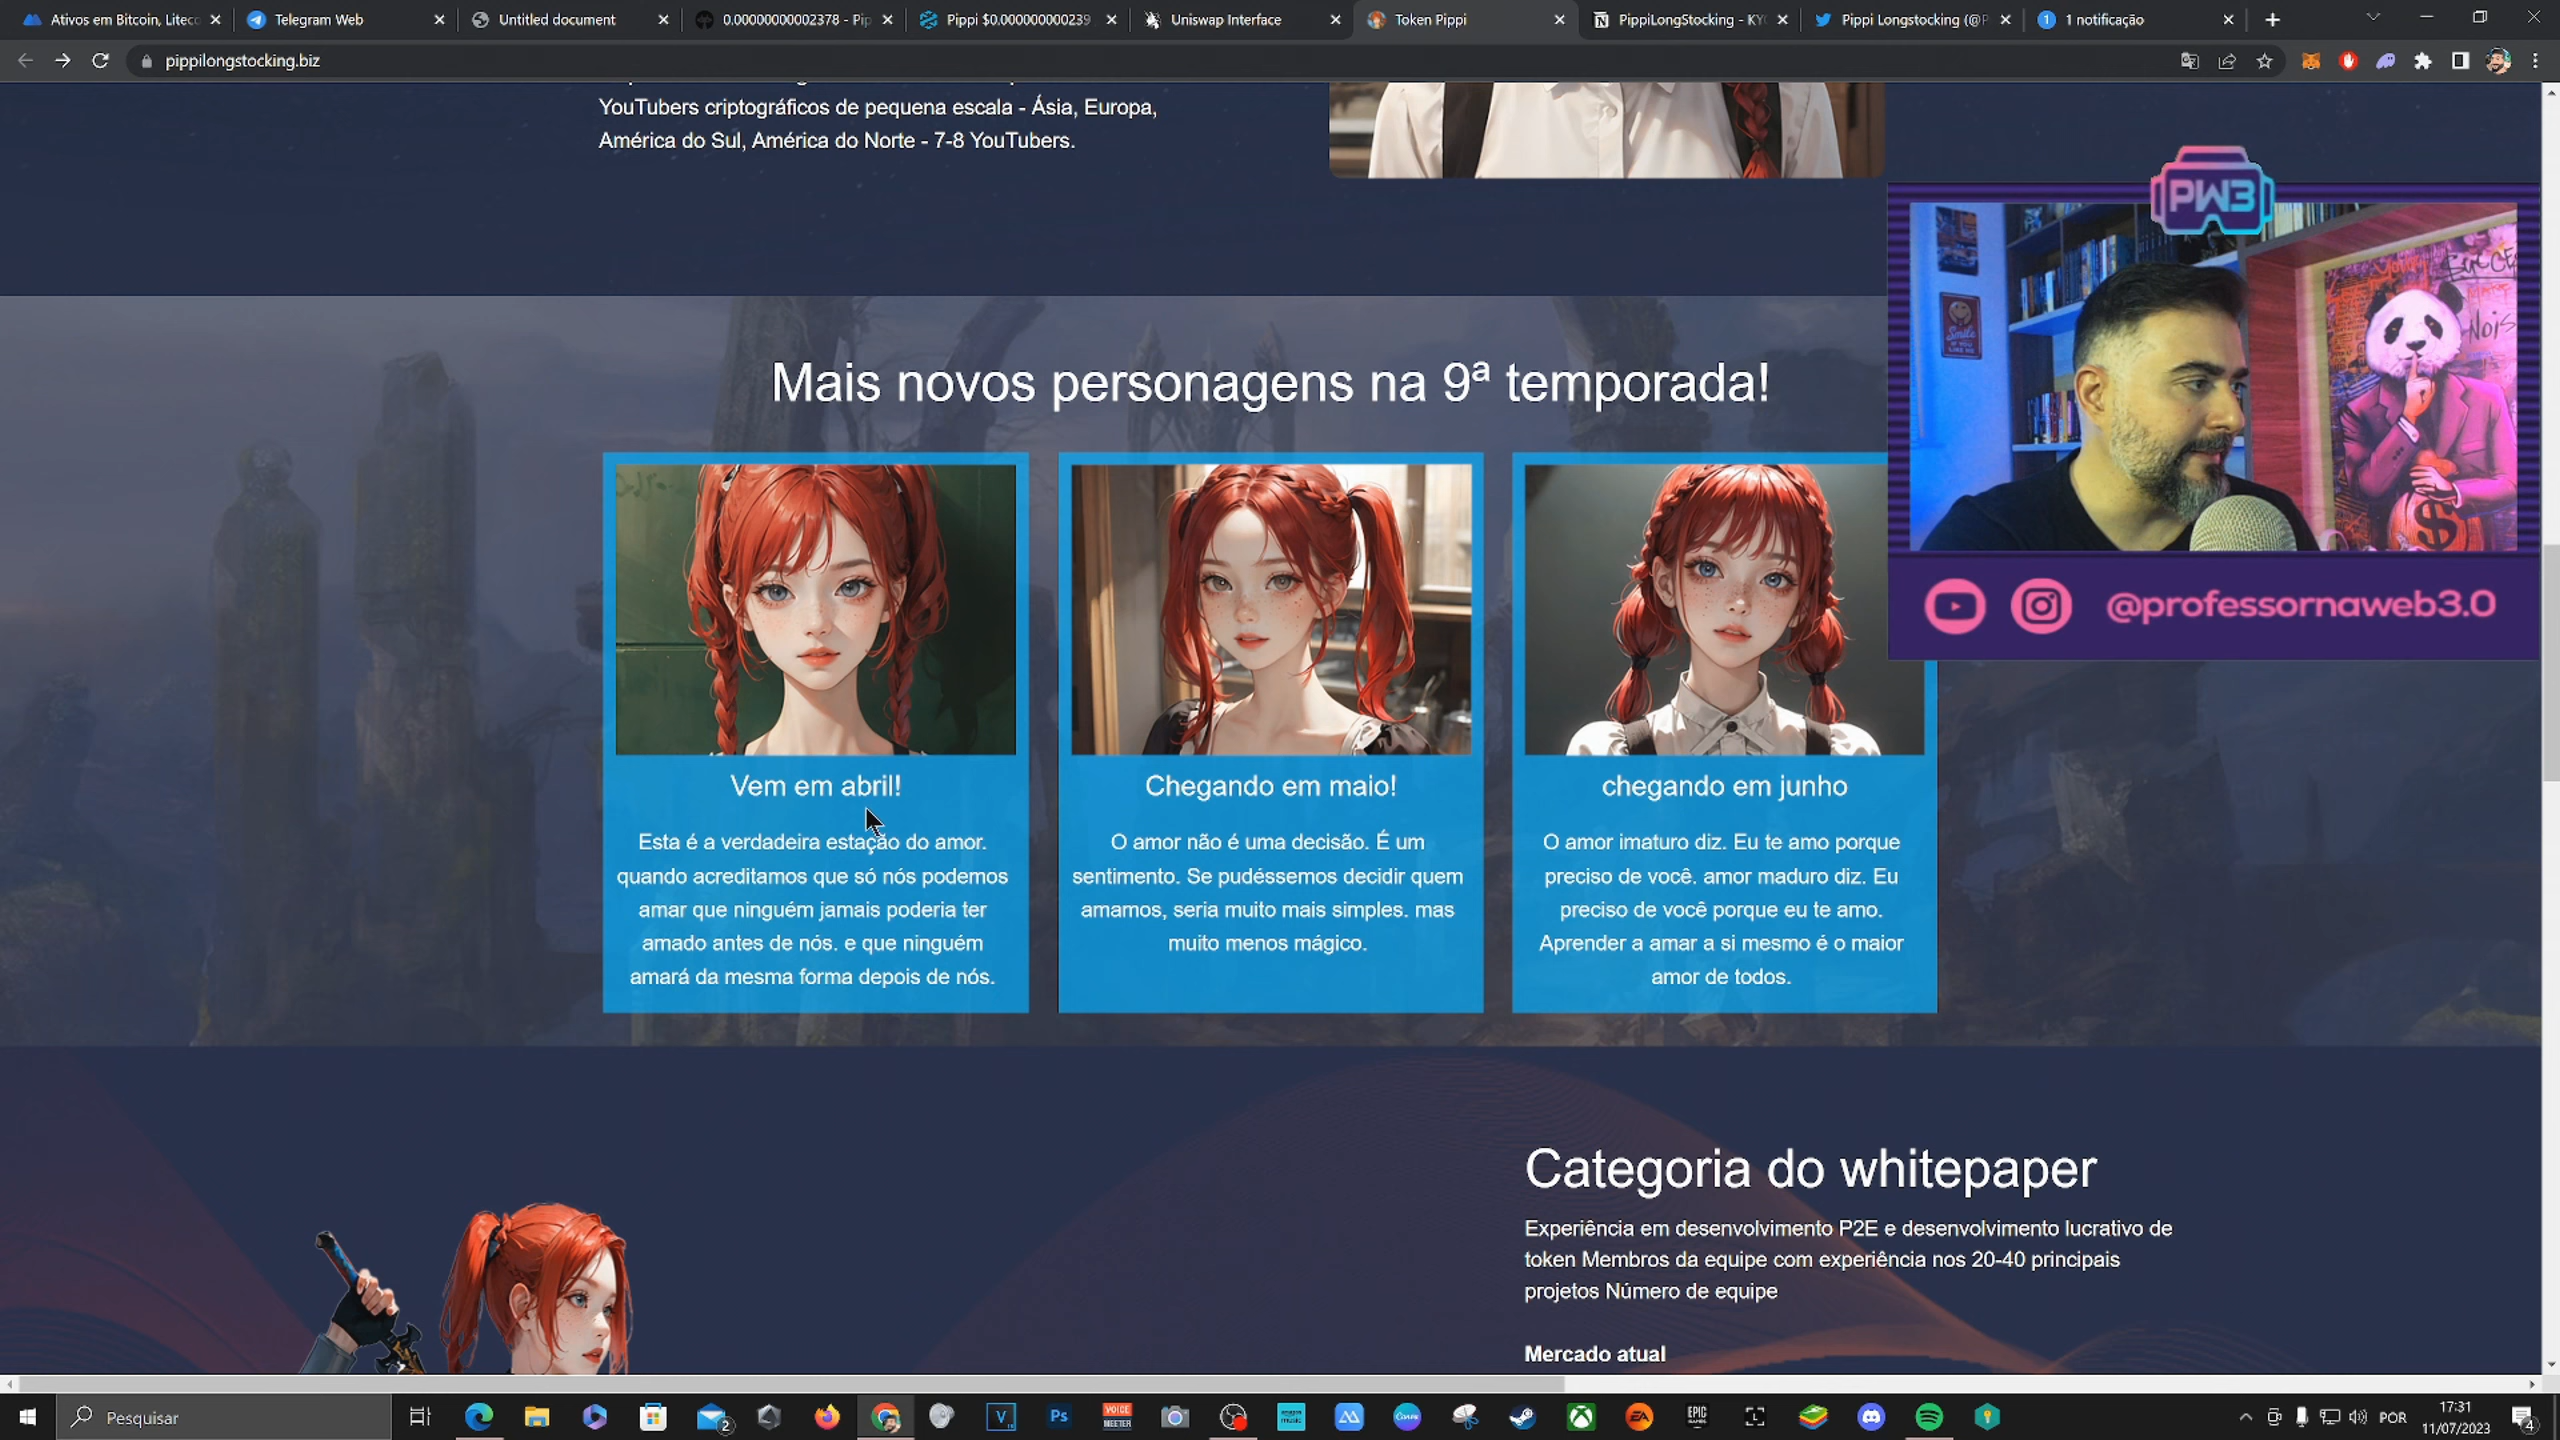 Ativos em Bitcoin, Litec
Telegram Web
Untitled document
0.00000000002378 - Pip
Pippi $0.000000000239
Uniswap Interface
Token Pippi
PippiLongStocking - KY
Pippi Longstocking (@P
1 notificação
pippilongstocking.biz
YouTubers criptográficos de pequena escala - Ásia, Europa,
América do Sul, América do Norte - 7-8 YouTubers.
PW3
@professornaweb3.0
Mais novos personagens na 9ª temporada!
Vem em abril!
Esta é a verdadeira estação do amor.
quando acreditamos que só nós podemos
amar que ninguém jamais poderia ter
amado antes de nós. e que ninguém
amará da mesma forma depois de nós.
Chegando em maio!
O amor não é uma decisão. É um
sentimento. Se pudéssemos decidir quem
amamos, seria muito mais simples. mas
muito menos mágico.
chegando em junho
O amor imaturo diz. Eu te amo porque
preciso de você. amor maduro diz. Eu
preciso de você porque eu te amo.
Aprender a amar a si mesmo é o maior
amor de todos.
Categoria do whitepaper
Experiência em desenvolvimento P2E e desenvolvimento lucrativo de
token Membros da equipe com experiência nos 20-40 principais
projetos Número de equipe
Mercado atual
Pesquisar
POR
17:31
11/07/2023